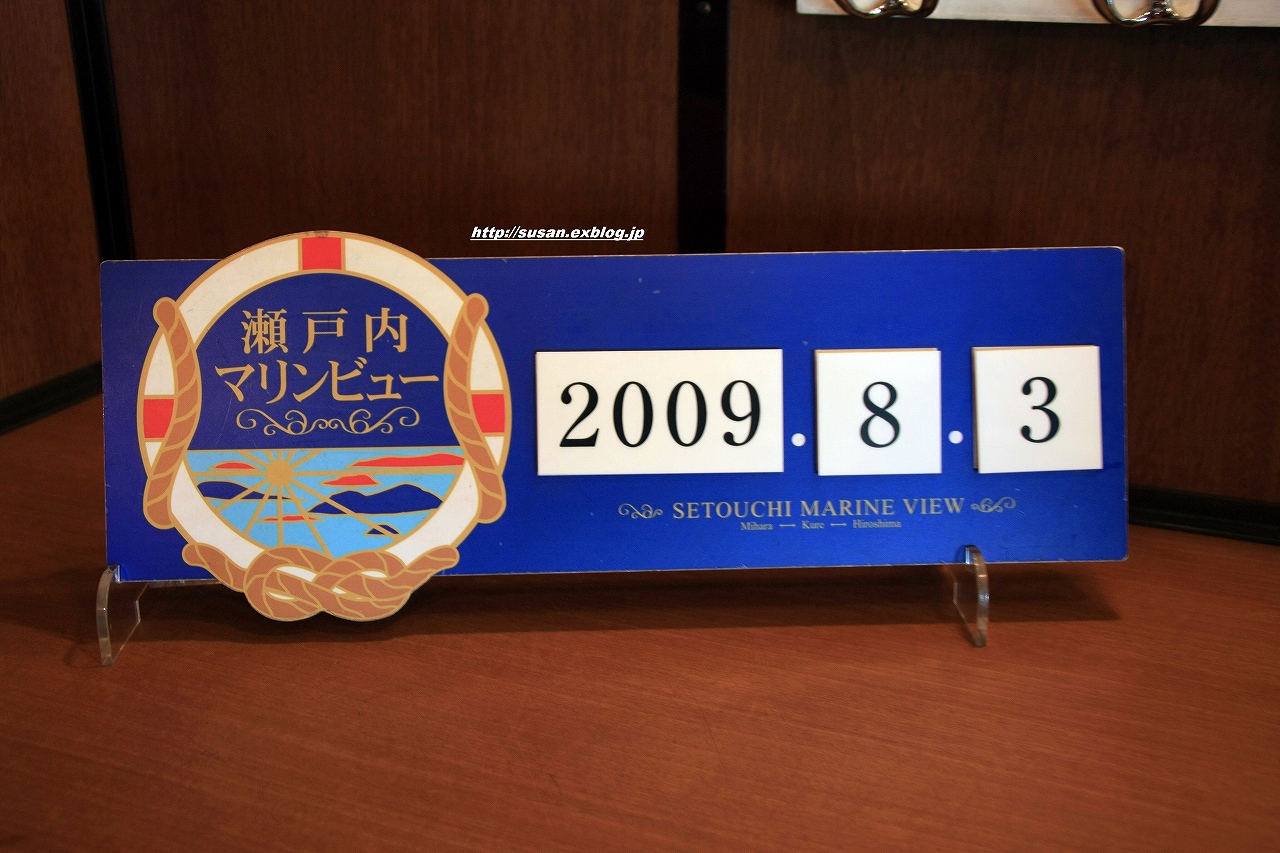 http://susan.exblog.jp
瀬戸内
マリンビュー
2009.8.3
SETOUCHI MARINE VIEW
Mihara ⟷ Kure ⟷ Hiroshima